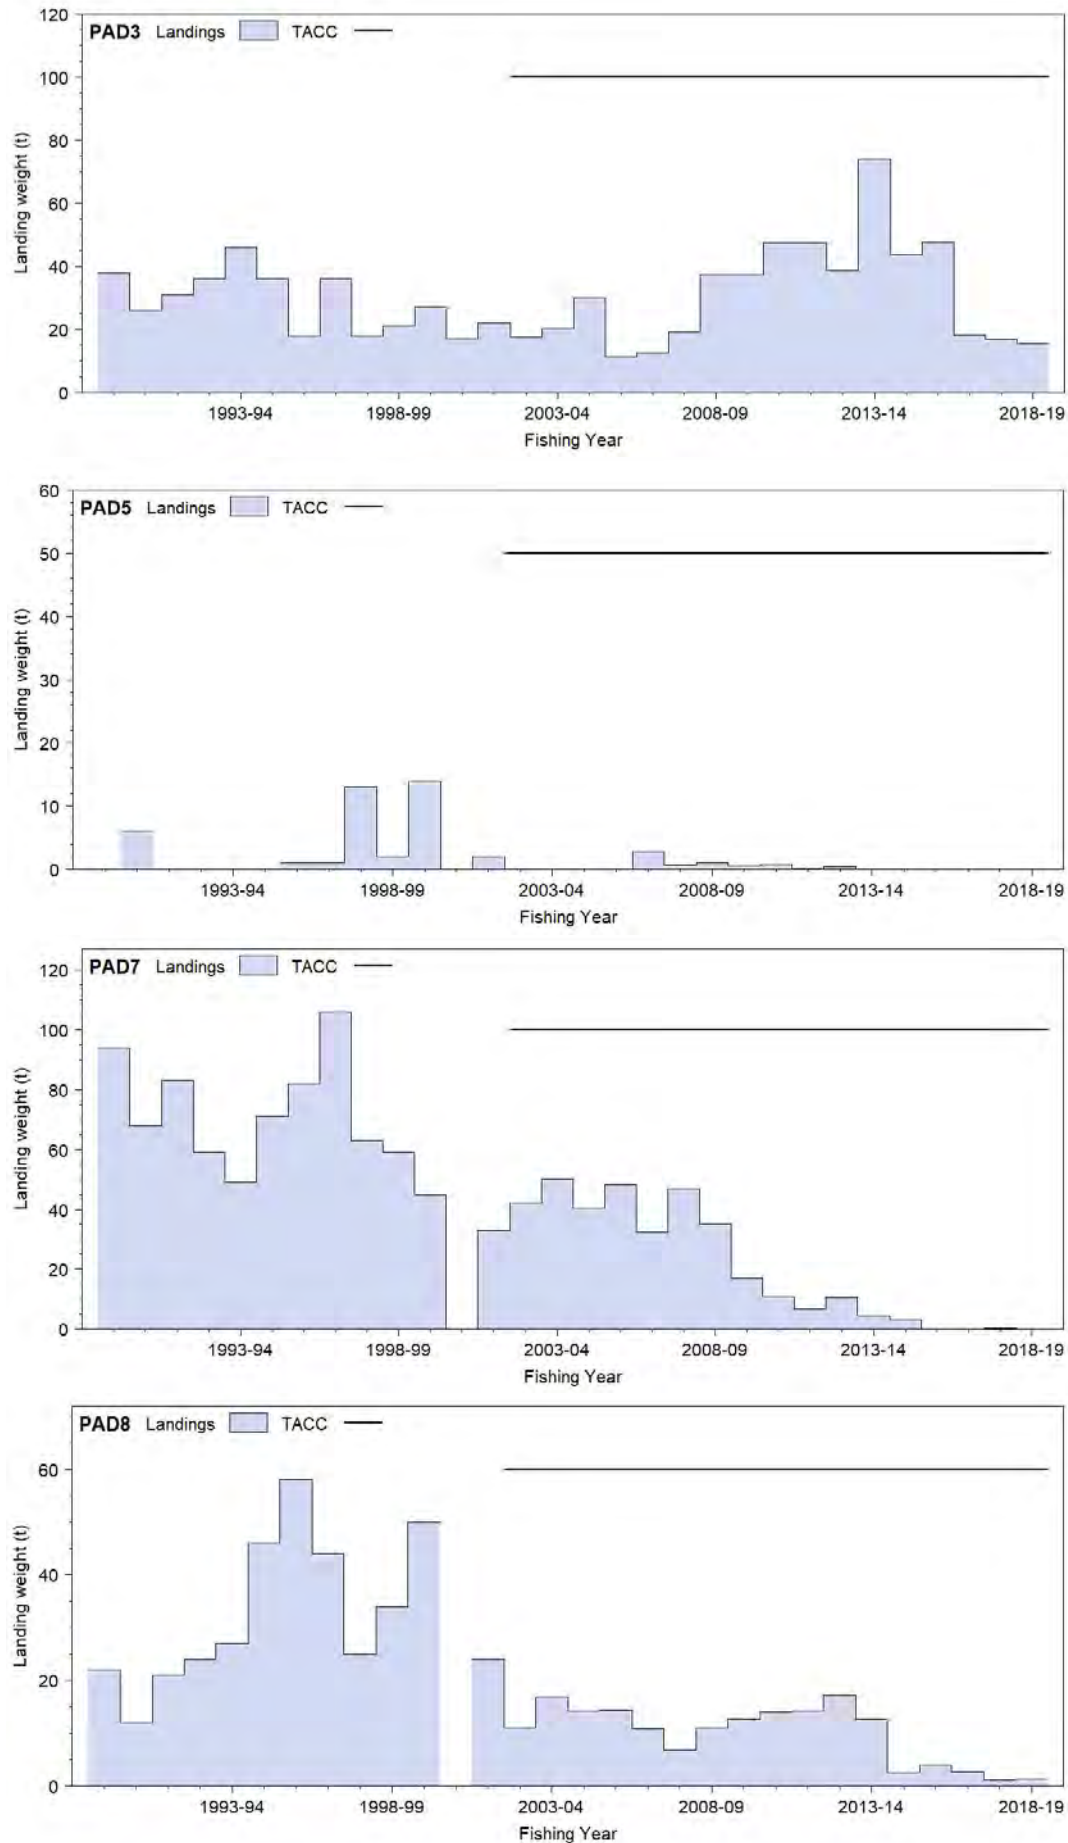 PAD3 Landings TACC
120
100
80
60
40
20
0
Landing weight (t)
1993-94 1998-99 2003-04 2008-09 2013-14 2018-19
Fishing Year
PAD5 Landings TACC
60
50
40
30
20
10
0
Landing weight (t)
1993-94 1998-99 2003-04 2008-09 2013-14 2018-19
Fishing Year
PAD7 Landings TACC
120
100
80
60
40
20
0
Landing weight (t)
1993-94 1998-99 2003-04 2008-09 2013-14 2018-19
Fishing Year
PAD8 Landings TACC
60
40
20
0
Landing weight (t)
1993-94 1998-99 2003-04 2008-09 2013-14 2018-19
Fishing Year